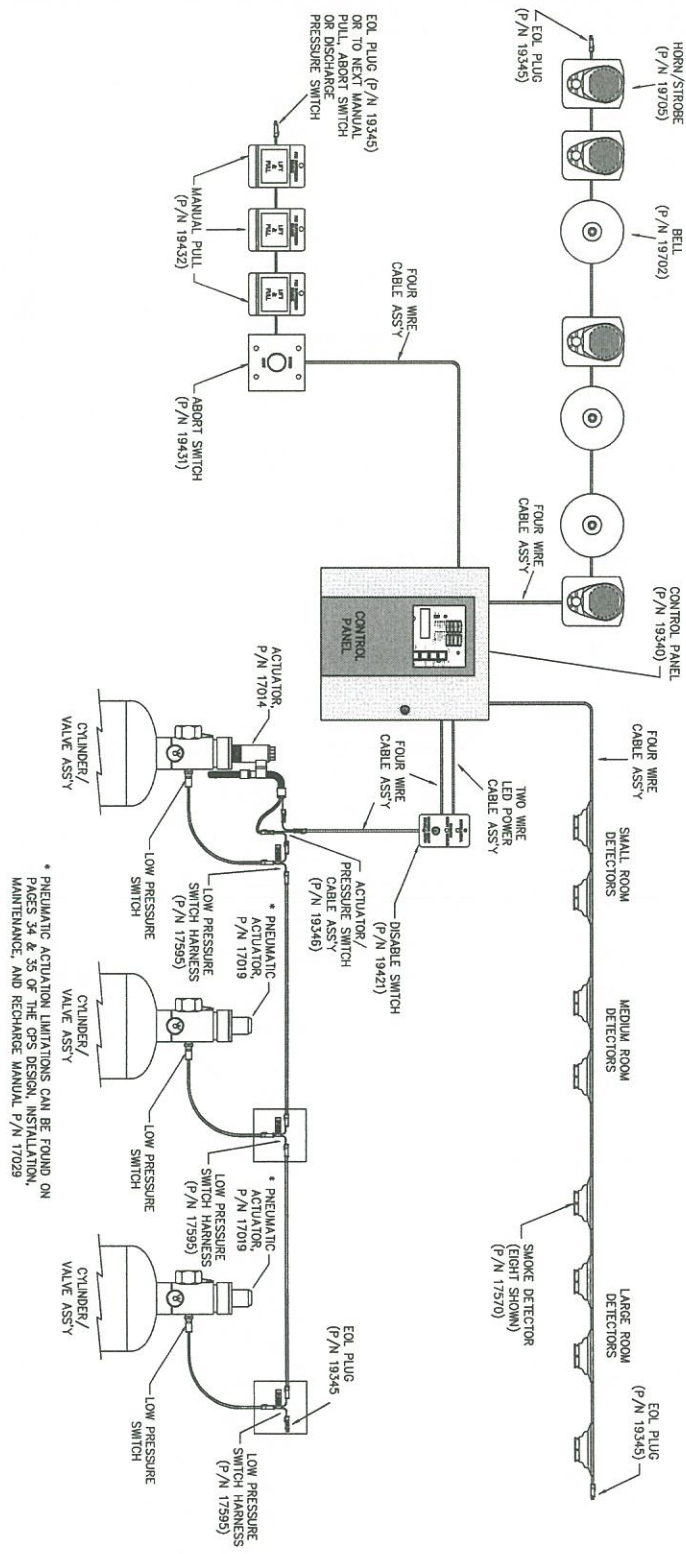 HORN/STROBE
(P/N 19705)
EOL PLUG
(P/N 19345)
BELL
(P/N 19702)
FOUR WIRE
CABLE ASS'Y
CONTROL PANEL
(P/N 19340)
FOUR WIRE
CABLE ASS'Y
SMALL ROOM
DETECTORS
MEDIUM ROOM
DETECTORS
SMOKE DETECTOR
(EIGHT SHOWN)
(P/N 17570)
LARGE ROOM
DETECTORS
EOL PLUG
(P/N 19345)
EOL PLUG (P/N 19345)
OR TO NEXT MANUAL
PULL, ABORT SWITCH
OR DISCHARGE
PRESSURE SWITCH
LIFT
&
PULL
LIFT
&
PULL
LIFT
&
PULL
MANUAL PULL
(P/N 19432)
FOUR WIRE
CABLE ASS'Y
ABORT SWITCH
(P/N 19431)
CONTROL
PANEL
TWO WIRE
LED POWER
CABLE ASS'Y
FOUR WIRE
CABLE ASS'Y
DISABLE SWITCH
(P/N 19421)
ACTUATOR/
PRESSURE SWITCH
CABLE ASS'Y
(P/N 19346)
ACTUATOR,
P/N 17014
CYLINDER/
VALVE ASS'Y
LOW PRESSURE
SWITCH
LOW PRESSURE
SWITCH HARNESS
(P/N 17595)
* PNEUMATIC
ACTUATOR,
P/N 17019
CYLINDER/
VALVE ASS'Y
LOW PRESSURE
SWITCH
LOW PRESSURE
SWITCH HARNESS
(P/N 17595)
* PNEUMATIC
ACTUATOR,
P/N 17019
CYLINDER/
VALVE ASS'Y
LOW PRESSURE
SWITCH
LOW PRESSURE
SWITCH HARNESS
(P/N 17595)
EOL PLUG
(P/N 19345
* PNEUMATIC ACTUATION LIMITATIONS CAN BE FOUND ON
PAGES 34 & 35 OF THE CPS DESIGN, INSTALLATION,
MAINTENANCE, AND RECHARGE MANUAL P/N 17029